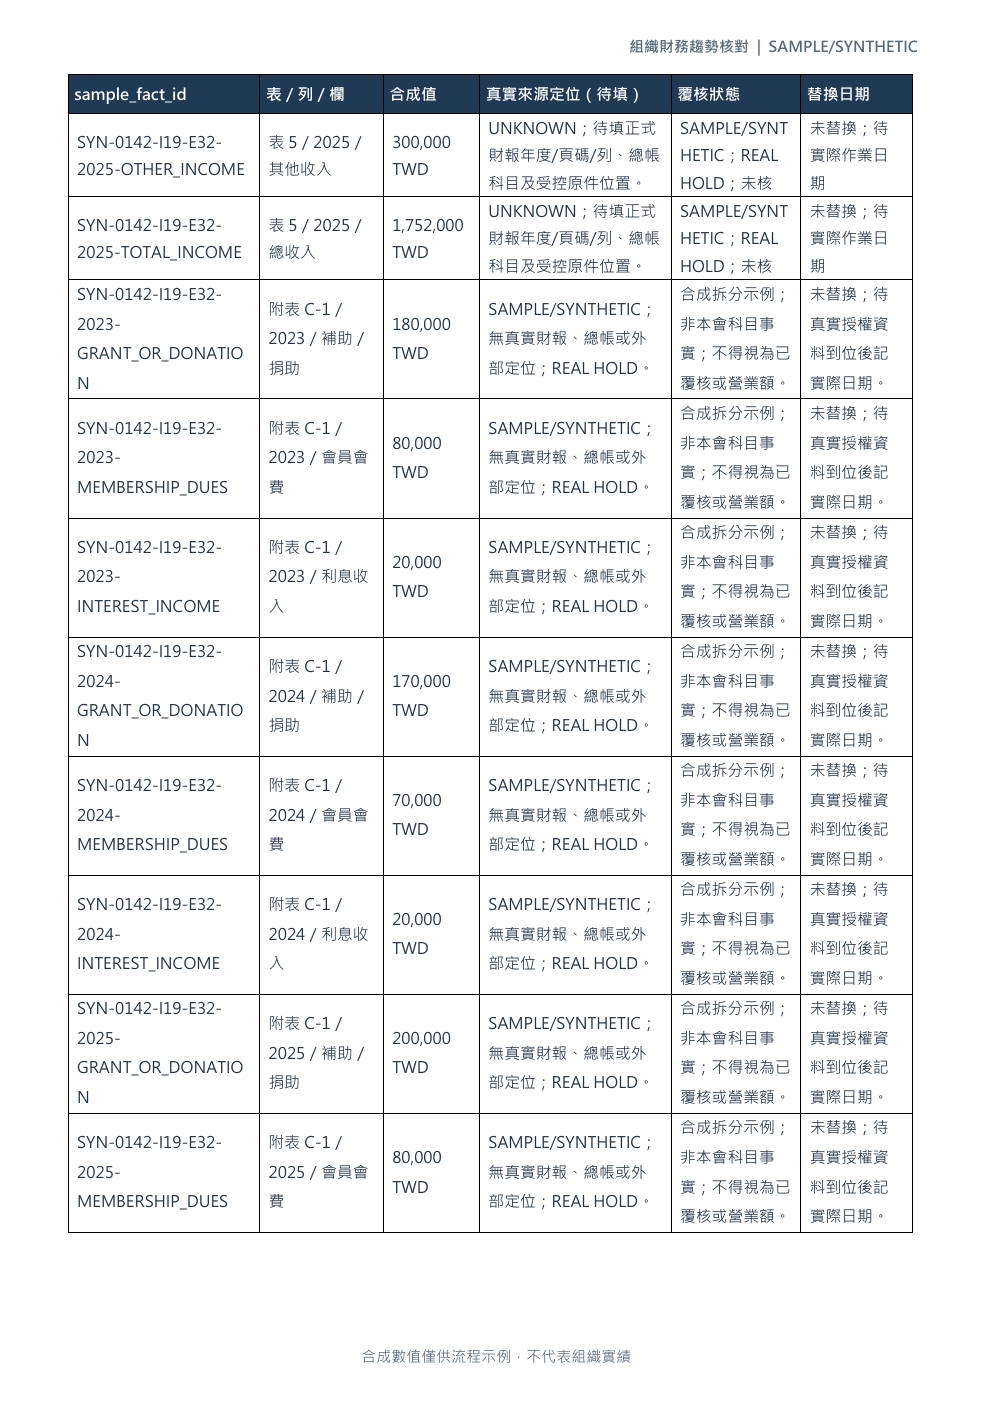 組織財務趨勢核對｜SAMPLE/SYNTHETIC
sample_fact_id
表 / 列 / 欄
合成值
真實來源定位（待填）
覆核狀態
替換日期
SYN-0142-I19-E32-
2025-OTHER_INCOME
表 5 / 2025 /
其他收入
300,000
TWD
UNKNOWN；待填正式
財報年度/頁碼/列、總帳
科目及受控原件位置。
SAMPLE/SYNT
HETIC；REAL
HOLD；未核
未替換；待
實際作業日
期
SYN-0142-I19-E32-
2025-TOTAL_INCOME
表 5 / 2025 /
總收入
1,752,000
TWD
UNKNOWN；待填正式
財報年度/頁碼/列、總帳
科目及受控原件位置。
SAMPLE/SYNT
HETIC；REAL
HOLD；未核
未替換；待
實際作業日
期
SYN-0142-I19-E32-
2023-
GRANT_OR_DONATIO
N
附表 C-1 /
2023 / 補助 /
捐助
180,000
TWD
SAMPLE/SYNTHETIC；
無真實財報、總帳或外
部定位；REAL HOLD。
合成拆分示例；
非本會科目事
實；不得視為已
覆核或營業額。
未替換；待
真實授權資
料到位後記
實際日期。
SYN-0142-I19-E32-
2023-
MEMBERSHIP_DUES
附表 C-1 /
2023 / 會員會
費
80,000
TWD
SAMPLE/SYNTHETIC；
無真實財報、總帳或外
部定位；REAL HOLD。
合成拆分示例；
非本會科目事
實；不得視為已
覆核或營業額。
未替換；待
真實授權資
料到位後記
實際日期。
SYN-0142-I19-E32-
2023-
INTEREST_INCOME
附表 C-1 /
2023 / 利息收
入
20,000
TWD
SAMPLE/SYNTHETIC；
無真實財報、總帳或外
部定位；REAL HOLD。
合成拆分示例；
非本會科目事
實；不得視為已
覆核或營業額。
未替換；待
真實授權資
料到位後記
實際日期。
SYN-0142-I19-E32-
2024-
GRANT_OR_DONATIO
N
附表 C-1 /
2024 / 補助 /
捐助
170,000
TWD
SAMPLE/SYNTHETIC；
無真實財報、總帳或外
部定位；REAL HOLD。
合成拆分示例；
非本會科目事
實；不得視為已
覆核或營業額。
未替換；待
真實授權資
料到位後記
實際日期。
SYN-0142-I19-E32-
2024-
MEMBERSHIP_DUES
附表 C-1 /
2024 / 會員會
費
70,000
TWD
SAMPLE/SYNTHETIC；
無真實財報、總帳或外
部定位；REAL HOLD。
合成拆分示例；
非本會科目事
實；不得視為已
覆核或營業額。
未替換；待
真實授權資
料到位後記
實際日期。
SYN-0142-I19-E32-
2024-
INTEREST_INCOME
附表 C-1 /
2024 / 利息收
入
20,000
TWD
SAMPLE/SYNTHETIC；
無真實財報、總帳或外
部定位；REAL HOLD。
合成拆分示例；
非本會科目事
實；不得視為已
覆核或營業額。
未替換；待
真實授權資
料到位後記
實際日期。
SYN-0142-I19-E32-
2025-
GRANT_OR_DONATIO
N
附表 C-1 /
2025 / 補助 /
捐助
200,000
TWD
SAMPLE/SYNTHETIC；
無真實財報、總帳或外
部定位；REAL HOLD。
合成拆分示例；
非本會科目事
實；不得視為已
覆核或營業額。
未替換；待
真實授權資
料到位後記
實際日期。
SYN-0142-I19-E32-
2025-
MEMBERSHIP_DUES
附表 C-1 /
2025 / 會員會
費
80,000
TWD
SAMPLE/SYNTHETIC；
無真實財報、總帳或外
部定位；REAL HOLD。
合成拆分示例；
非本會科目事
實；不得視為已
覆核或營業額。
未替換；待
真實授權資
料到位後記
實際日期。
合成數值僅供流程示例．不代表組織實績